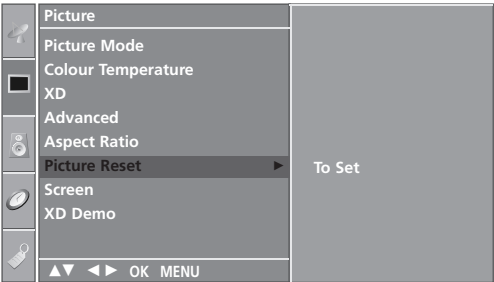 Picture
Picture Mode
Colour Temperature
XD
Advanced
Aspect Ratio
Picture Reset ► To Set
Screen
XD Demo
▲▼ ◄► OK MENU